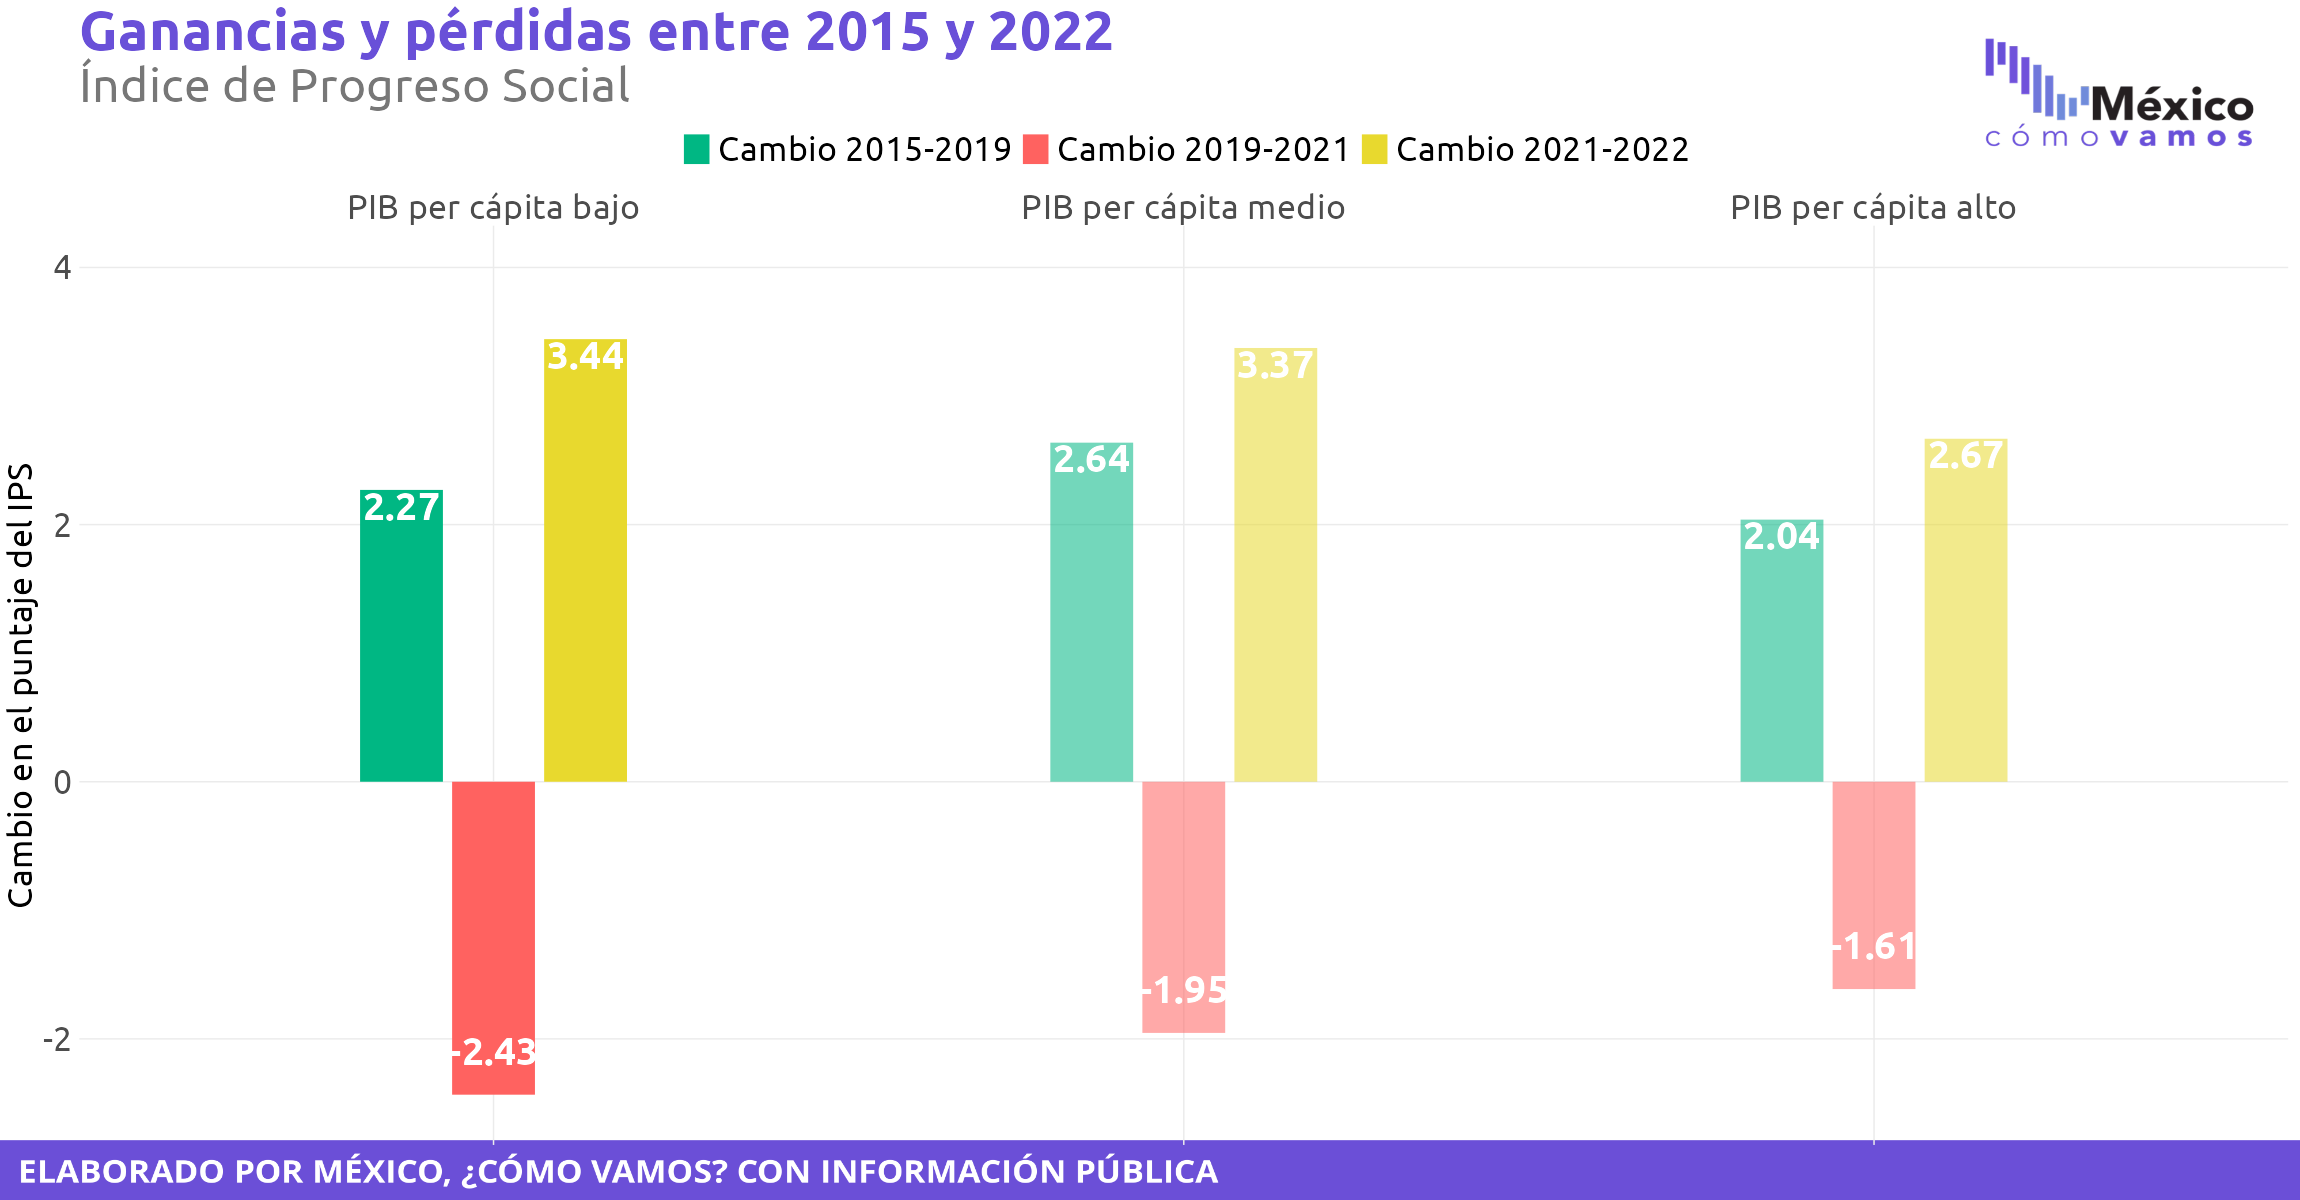 Ganancias y pérdidas entre 2015 y 2022
Índice de Progreso Social
México
cómovamos
Cambio 2015-2019 Cambio 2019-2021 Cambio 2021-2022
PIB per cápita bajo PIB per cápita medio PIB per cápita alto
Cambio en el puntaje del IPS
4
2
0
-2
2.27
-2.43
3.44
2.64
-1.95
3.37
2.04
-1.61
2.67
ELABORADO POR MÉXICO, ¿CÓMO VAMOS? CON INFORMACIÓN PÚBLICA